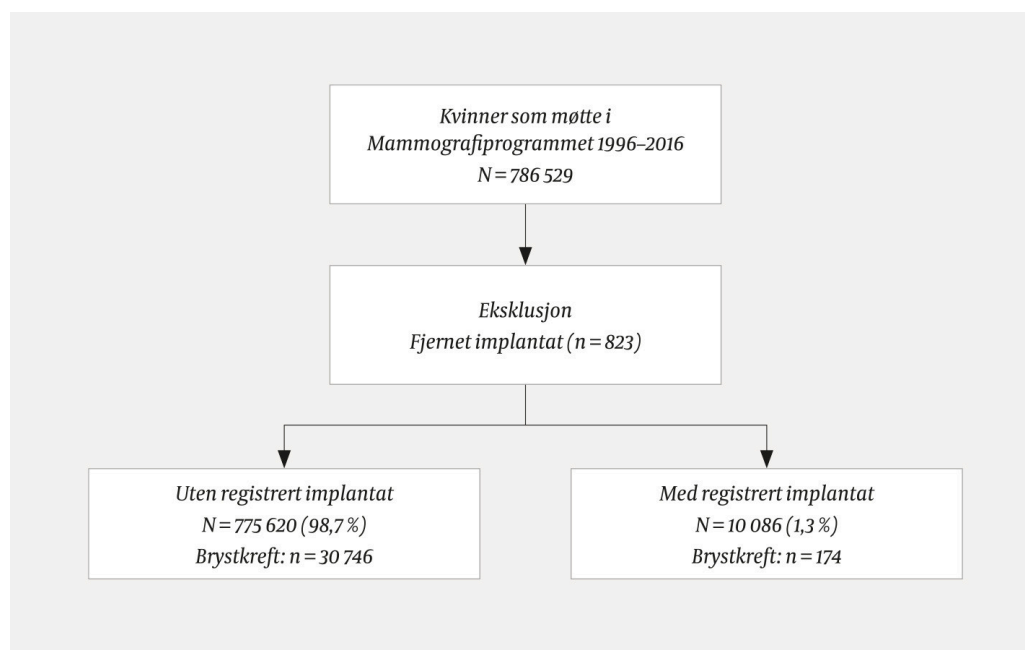 Kvinner som møtte i
Mammografiprogrammet 1996–2016
N = 786 529
Eksklusjon
Fjernet implantat (n = 823)
Uten registrert implantat
N = 775 620 (98,7 %)
Brystkreft: n = 30 746
Med registrert implantat
N = 10 086 (1,3 %)
Brystkreft: n = 174